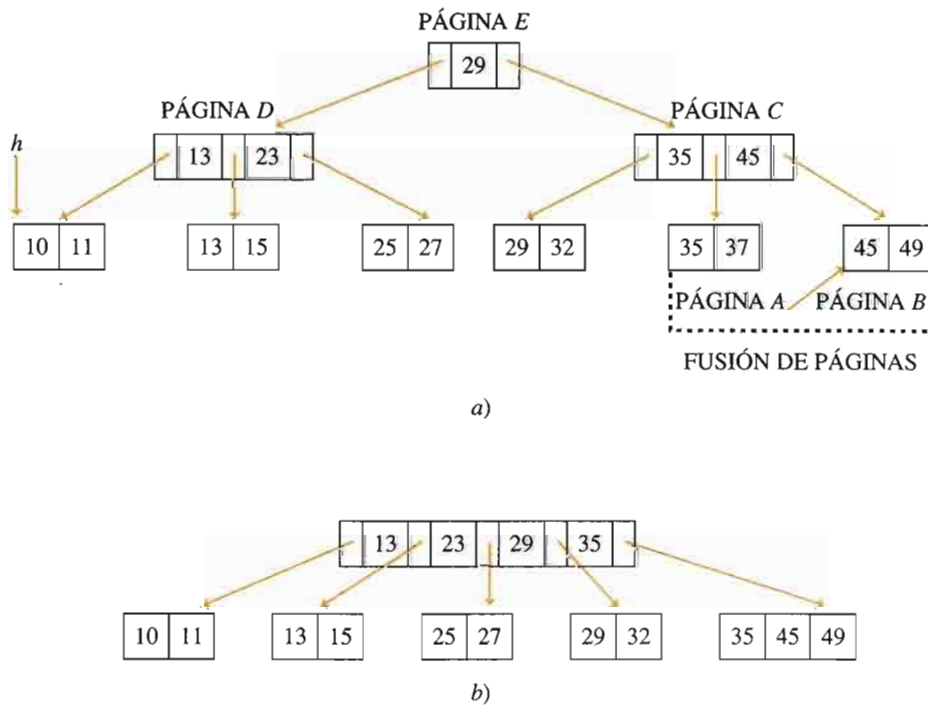 PÁGINA E
29
PÁGINA D
PÁGINA C
h
13 23
35 45
10 11
13 15
25 27
29 32
35 37
45 49
PÁGINA A
PÁGINA B
FUSIÓN DE PÁGINAS
a)
13 23 29 35
10 11
13 15
25 27
29 32
35 45 49
b)